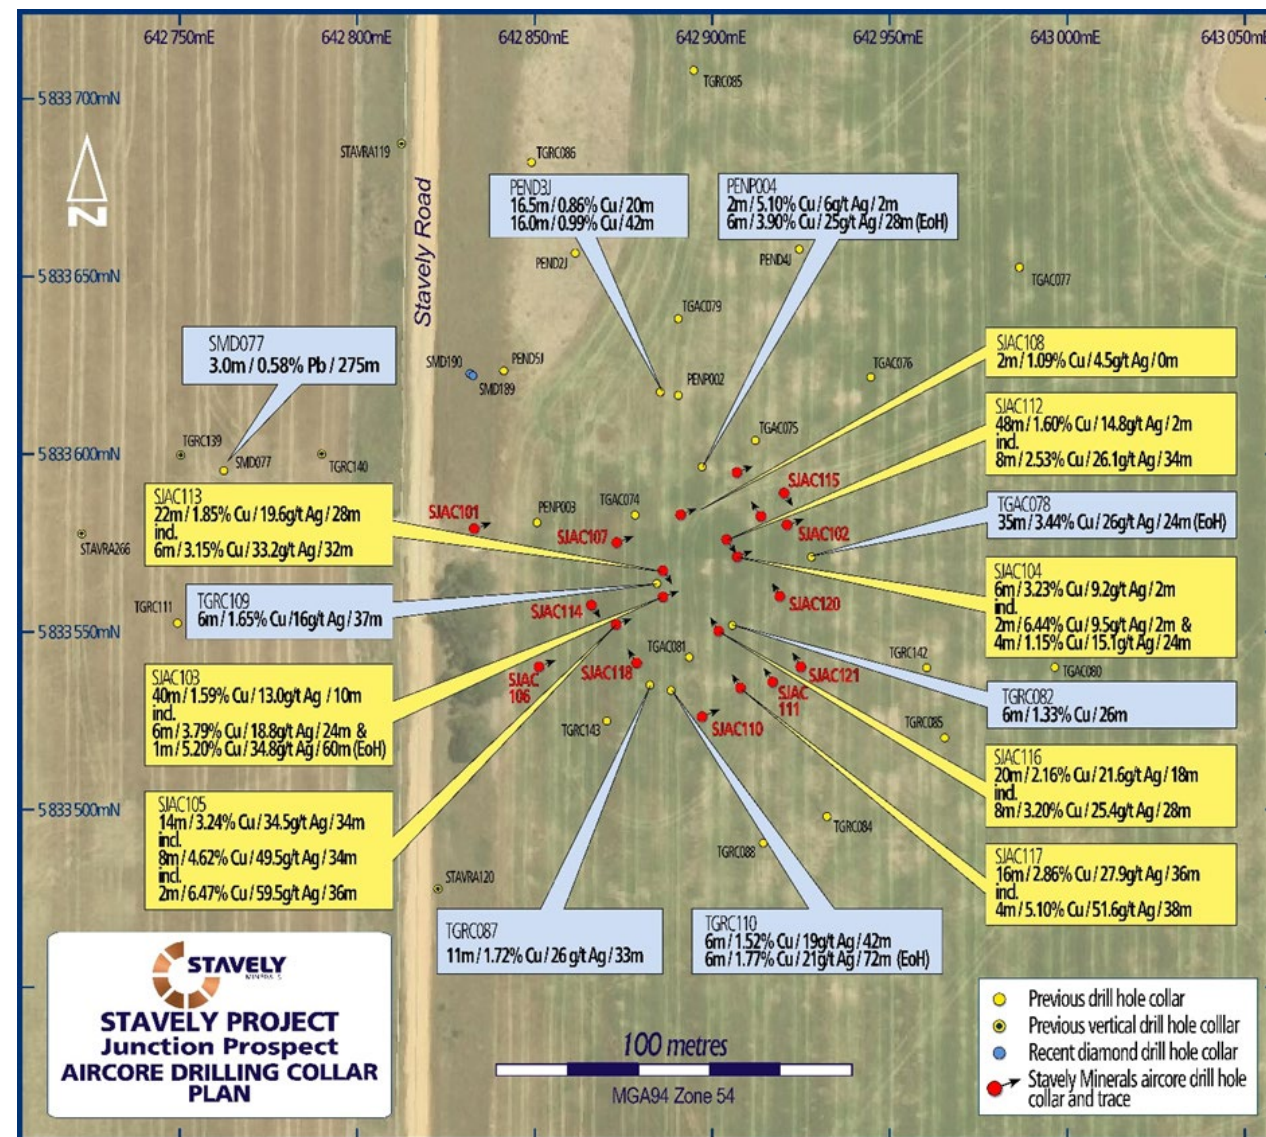 642 750mE
642 800mE
642 850mE
642 900mE
642 950mE
643 000mE
643 050mE
TGRC085
5 833 700mN
STAVRA119
TGRC086
N
Stavely Road
PEND3J
16.5m / 0.86% Cu / 20m
16.0m / 0.99% Cu / 42m
PENP004
2m / 5.10% Cu / 6g/t Ag / 2m
6m / 3.90% Cu / 25g/t Ag / 28m (EoH)
PEND2J
PEND4J
5 833 650mN
TGAC077
TGAC079
SMD077
3.0m / 0.58% Pb / 275m
SMD190
SMD189
PEND5J
PENP002
TGAC076
SJAC108
2m / 1.09% Cu / 4.5g/t Ag / 0m
SJAC112
48m / 1.60% Cu / 14.8g/t Ag / 2m
incl.
8m / 2.53% Cu / 26.1g/t Ag / 34m
TGAC075
TGRC139
SMD077
TGRC140
5 833 600mN
SJAC113
22m / 1.85% Cu / 19.6g/t Ag / 28m
incl.
6m / 3.15% Cu / 33.2g/t Ag / 32m
SJAC101
PENP003
TGAC074
SJAC107
SJAC115
SJAC102
TGAC078
35m / 3.44% Cu / 26g/t Ag / 24m (EoH)
STAVRA266
SJAC104
6m / 3.23% Cu / 9.2g/t Ag / 2m
incl.
2m / 6.44% Cu / 9.5g/t Ag / 2m &
4m / 1.15% Cu / 15.1g/t Ag / 24m
TGRC111
TGRC109
6m / 1.65% Cu /16g/t Ag / 37m
SJAC114
SJAC120
5 833 550mN
TGAC081
TGRC142
TGAC080
SJAC
106
SJAC118
SJAC121
SJAC
111
SJAC110
TGRC082
6m / 1.33% Cu / 26m
SJAC103
40m / 1.59% Cu / 13.0g/t Ag / 10m
incl.
6m / 3.79% Cu / 18.8g/t Ag / 24m &
1m / 5.20% Cu / 34.8g/t Ag / 60m (EoH)
TGRC143
TGRC085
SJAC116
20m / 2.16% Cu / 21.6g/t Ag / 18m
incl.
8m / 3.20% Cu / 25.4g/t Ag / 28m
5 833 500mN
SJAC105
14m / 3.24% Cu / 34.5g/t Ag / 34m
incl.
8m / 4.62% Cu / 49.5g/t Ag / 34m
incl.
2m / 6.47% Cu / 59.5g/t Ag / 36m
TGRC084
TGRC088
SJAC117
16m / 2.86% Cu / 27.9g/t Ag / 36m
incl.
4m / 5.10% Cu / 51.6g/t Ag / 38m
STAVRA120
TGRC087
11m / 1.72% Cu / 26 g/t Ag / 33m
TGRC110
6m / 1.52% Cu / 19g/t Ag / 42m
6m / 1.77% Cu / 21g/t Ag / 72m (EoH)
STAVELY
MINERALS
STAVELY PROJECT
Junction Prospect
AIRCORE DRILLING COLLAR
PLAN
100 metres
MGA94 Zone 54
Previous drill hole collar
Previous vertical drill hole colllar
Recent diamond drill hole collar
Stavely Minerals aircore drill hole
collar and trace